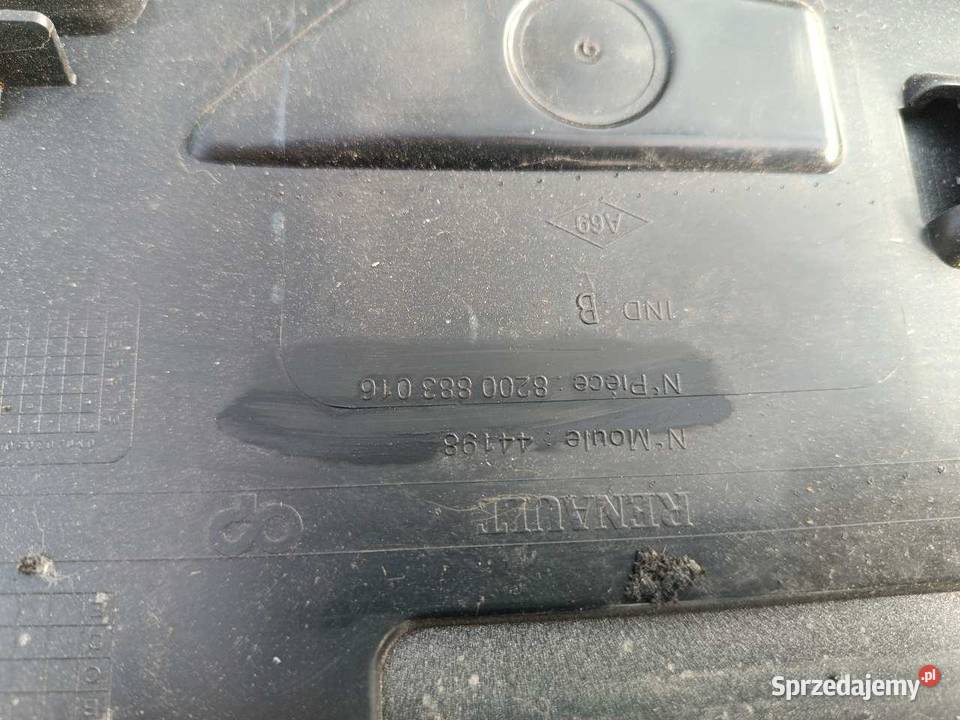 RENAULT
N°Moule : 44198
N°Pièce : 8200 883 016
IND : B
A69
Sprzedajemy.pl